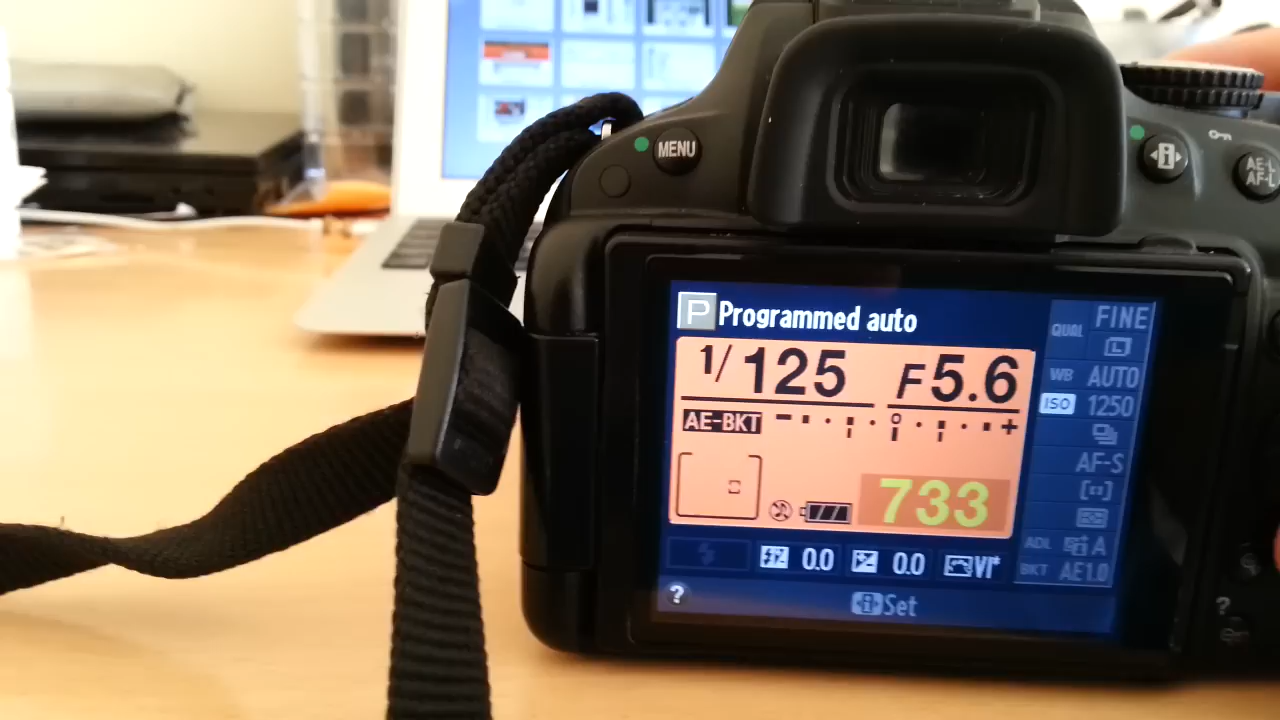 MENU
AE-L
AF-L
P Programmed auto
1/125 F5.6
AE-BKT - +
733
0.0 0.0 VI*
? Set
QUAL FINE
L
WB AUTO
ISO 1250
AF-S
ADL A
BKT AE1.0
?